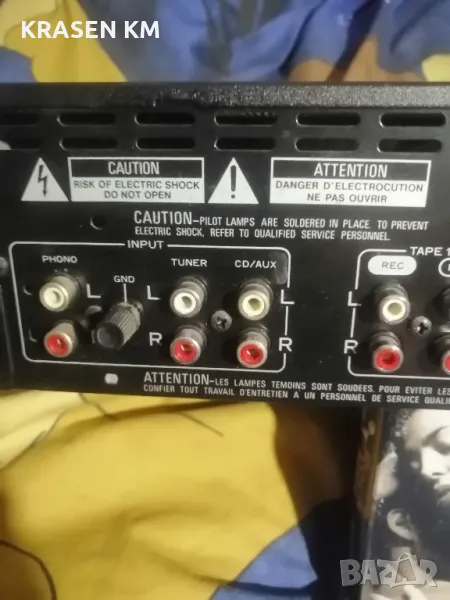 KRASEN KM
CAUTION
RISK OF ELECTRIC SHOCK
DO NOT OPEN
ATTENTION
DANGER D'ELECTROCUTION
NE PAS OUVRIR
CAUTION-PILOT LAMPS ARE SOLDERED IN PLACE. TO PREVENT
ELECTRIC SHOCK, REFER TO QUALIFIED SERVICE PERSONNEL.
INPUT
TAPE 1
PHONO
GND
TUNER
CD/AUX
REC
L
L
L
L
R
R
R
R
ATTENTION-LES LAMPES TEMOINS SONT SOUDEES. POUR EVITER LES
CONFIER TOUT TRAVAIL D'ENTRETIEN A UN PERSONNEL DE SERVICE QUALIF
BAZAR